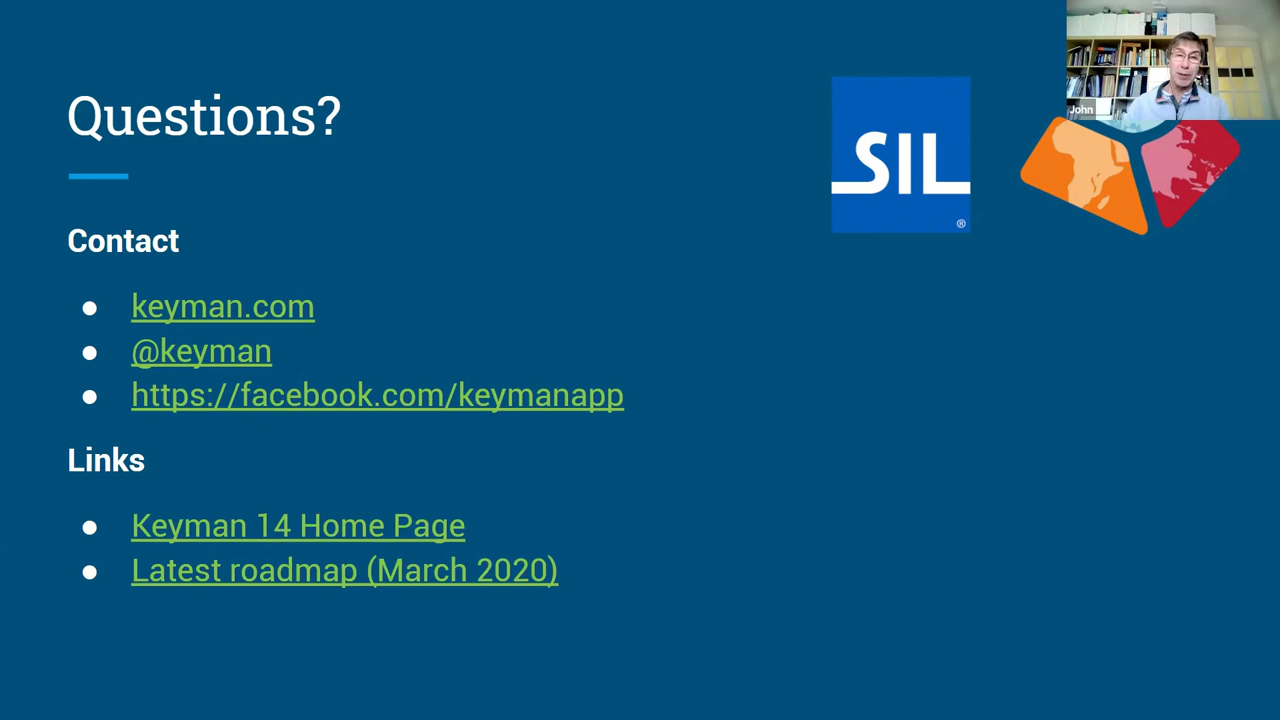 John
Questions?
SIL
®
Contact
● keyman.com
● @keyman
● https://facebook.com/keymanapp
Links
● Keyman 14 Home Page
● Latest roadmap (March 2020)